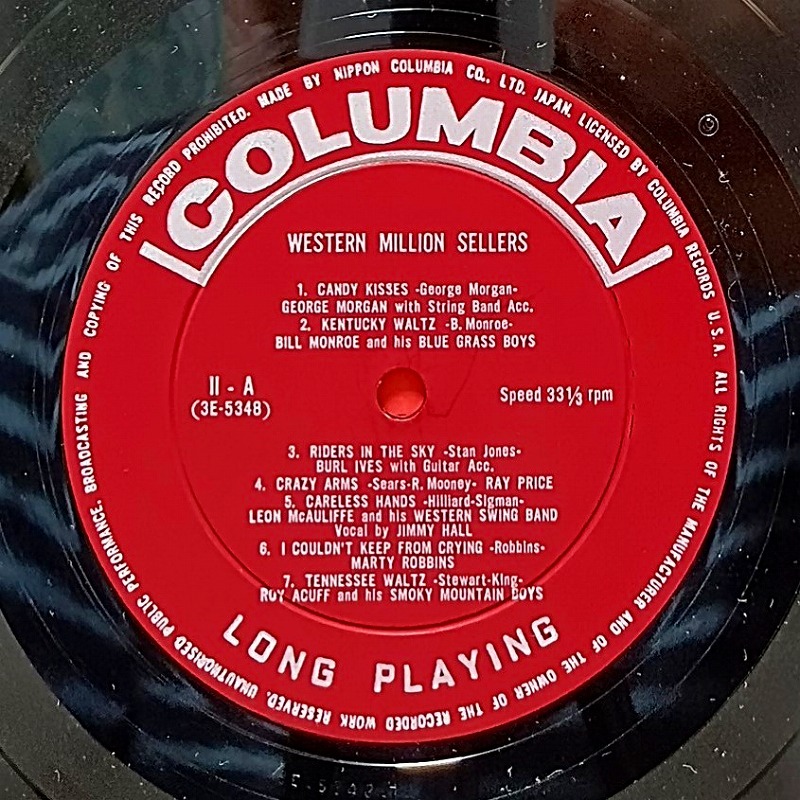 MADE BY NIPPON COLUMBIA CO., LTD. JAPAN. LICENSED BY COLUMBIA RECORDS U.S.A. ALL RIGHTS OF THE MANUFACTURER AND OF THE OWNER OF THE RECORDED WORK RESERVED. UNAUTHORISED PUBLIC PERFORMANCE. BROADCASTING AND COPYING OF THIS RECORD PROHIBITED.
COLUMBIA
WESTERN MILLION SELLERS
1. CANDY KISSES -George Morgan-
GEORGE MORGAN with String Band Acc.
2. KENTUCKY WALTZ -B. Monroe-
BILL MONROE and his BLUE GRASS BOYS
II - A
(3E-5348)
Speed 33⅓ rpm
3. RIDERS IN THE SKY -Stan Jones-
BURL IVES with Guitar Acc.
4. CRAZY ARMS -Sears-R. Mooney- RAY PRICE
5. CARELESS HANDS -Hilliard-Sigman-
LEON McAULIFFE and his WESTERN SWING BAND
Vocal by JIMMY HALL
6. I COULDN'T KEEP FROM CRYING -Robbins-
MARTY ROBBINS
7. TENNESSEE WALTZ -Stewart-King-
ROY ACUFF and his SMOKY MOUNTAIN BOYS
LONG PLAYING